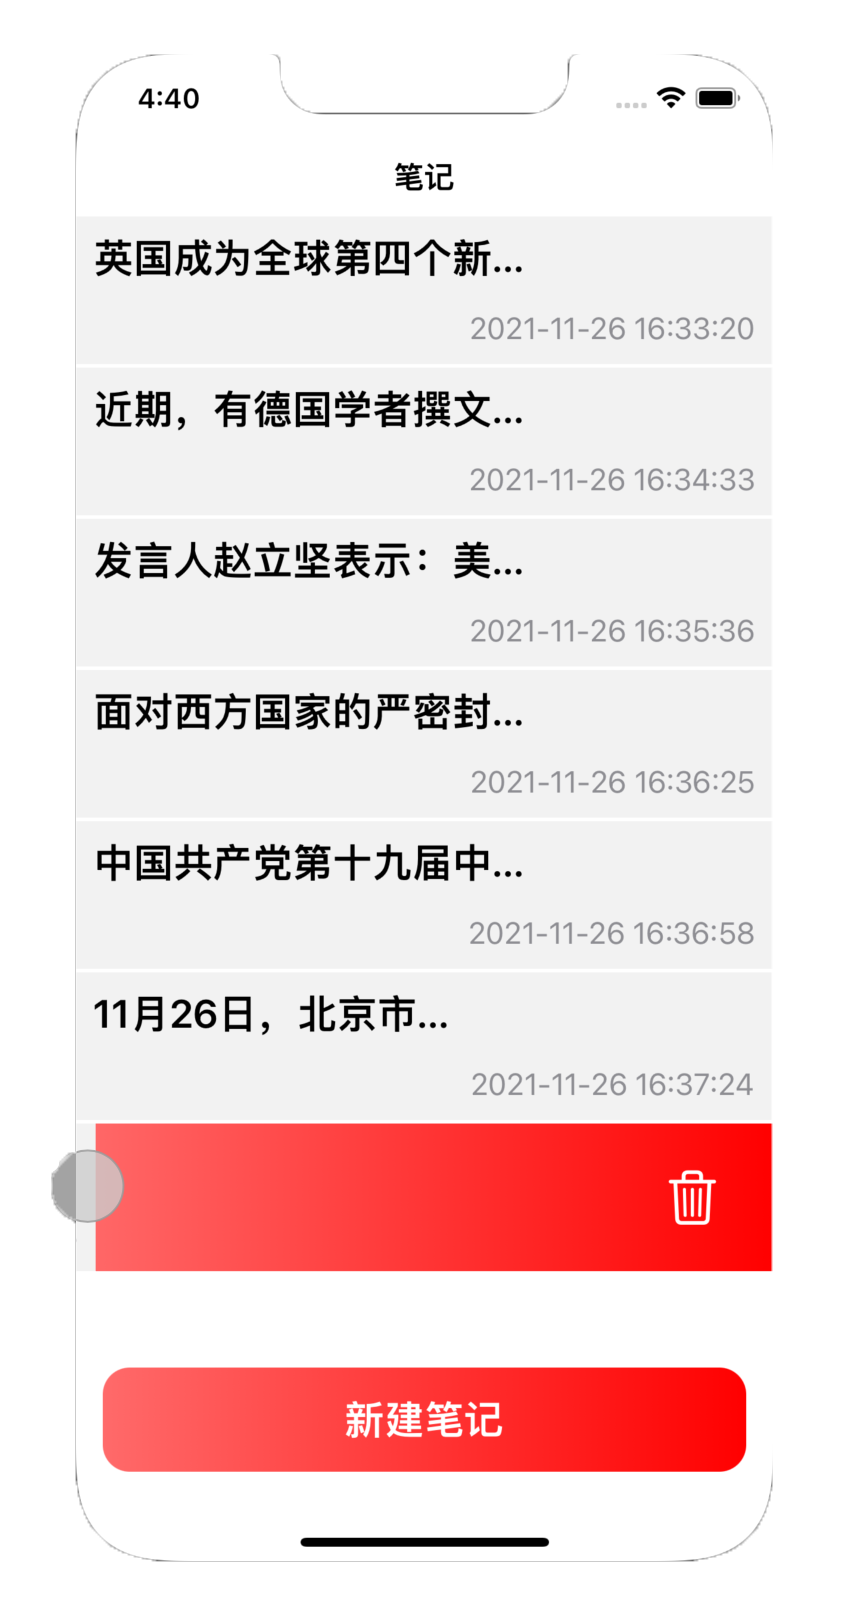 4:40
笔记
英国成为全球第四个新...
2021-11-26 16:33:20
近期，有德国学者撰文...
2021-11-26 16:34:33
发言人赵立坚表示：美...
2021-11-26 16:35:36
面对西方国家的严密封...
2021-11-26 16:36:25
中国共产党第十九届中...
2021-11-26 16:36:58
11月26日，北京市...
2021-11-26 16:37:24
新建笔记